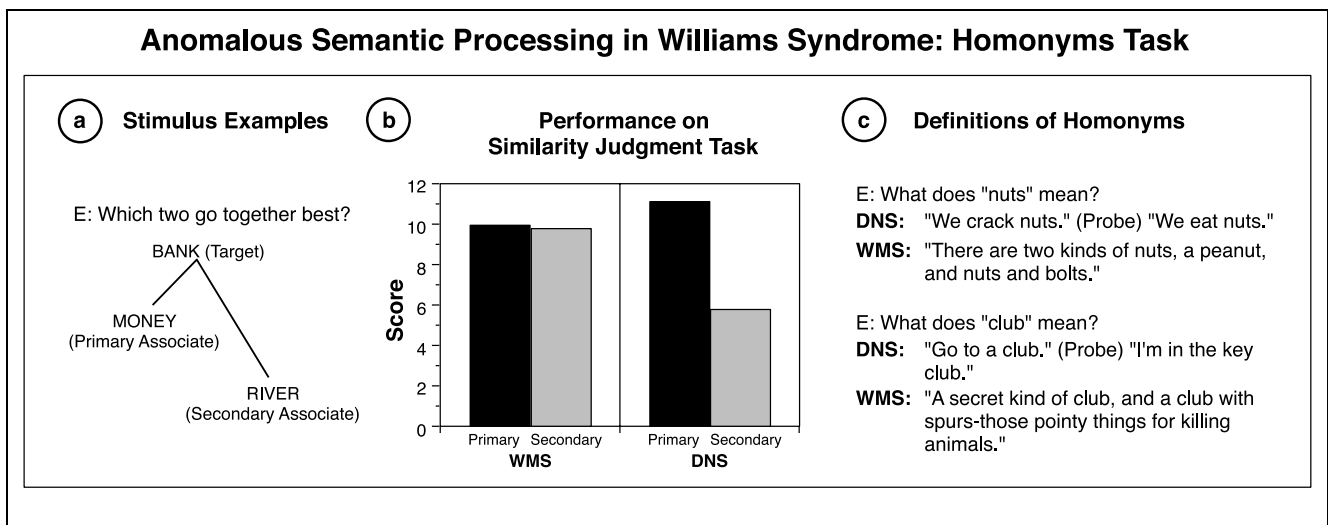 Anomalous Semantic Processing in Williams Syndrome: Homonyms Task
a Stimulus Examples
E: Which two go together best?
BANK (Target)
MONEY
(Primary Associate)
RIVER
(Secondary Associate)
b Performance on
Similarity Judgment Task
Score
12
10
8
6
4
2
0
Primary Secondary
WMS
Primary Secondary
DNS
c Definitions of Homonyms
E: What does "nuts" mean?
DNS: "We crack nuts." (Probe) "We eat nuts."
WMS: "There are two kinds of nuts, a peanut,
and nuts and bolts."
E: What does "club" mean?
DNS: "Go to a club." (Probe) "I'm in the key
club."
WMS: "A secret kind of club, and a club with
spurs-those pointy things for killing
animals."